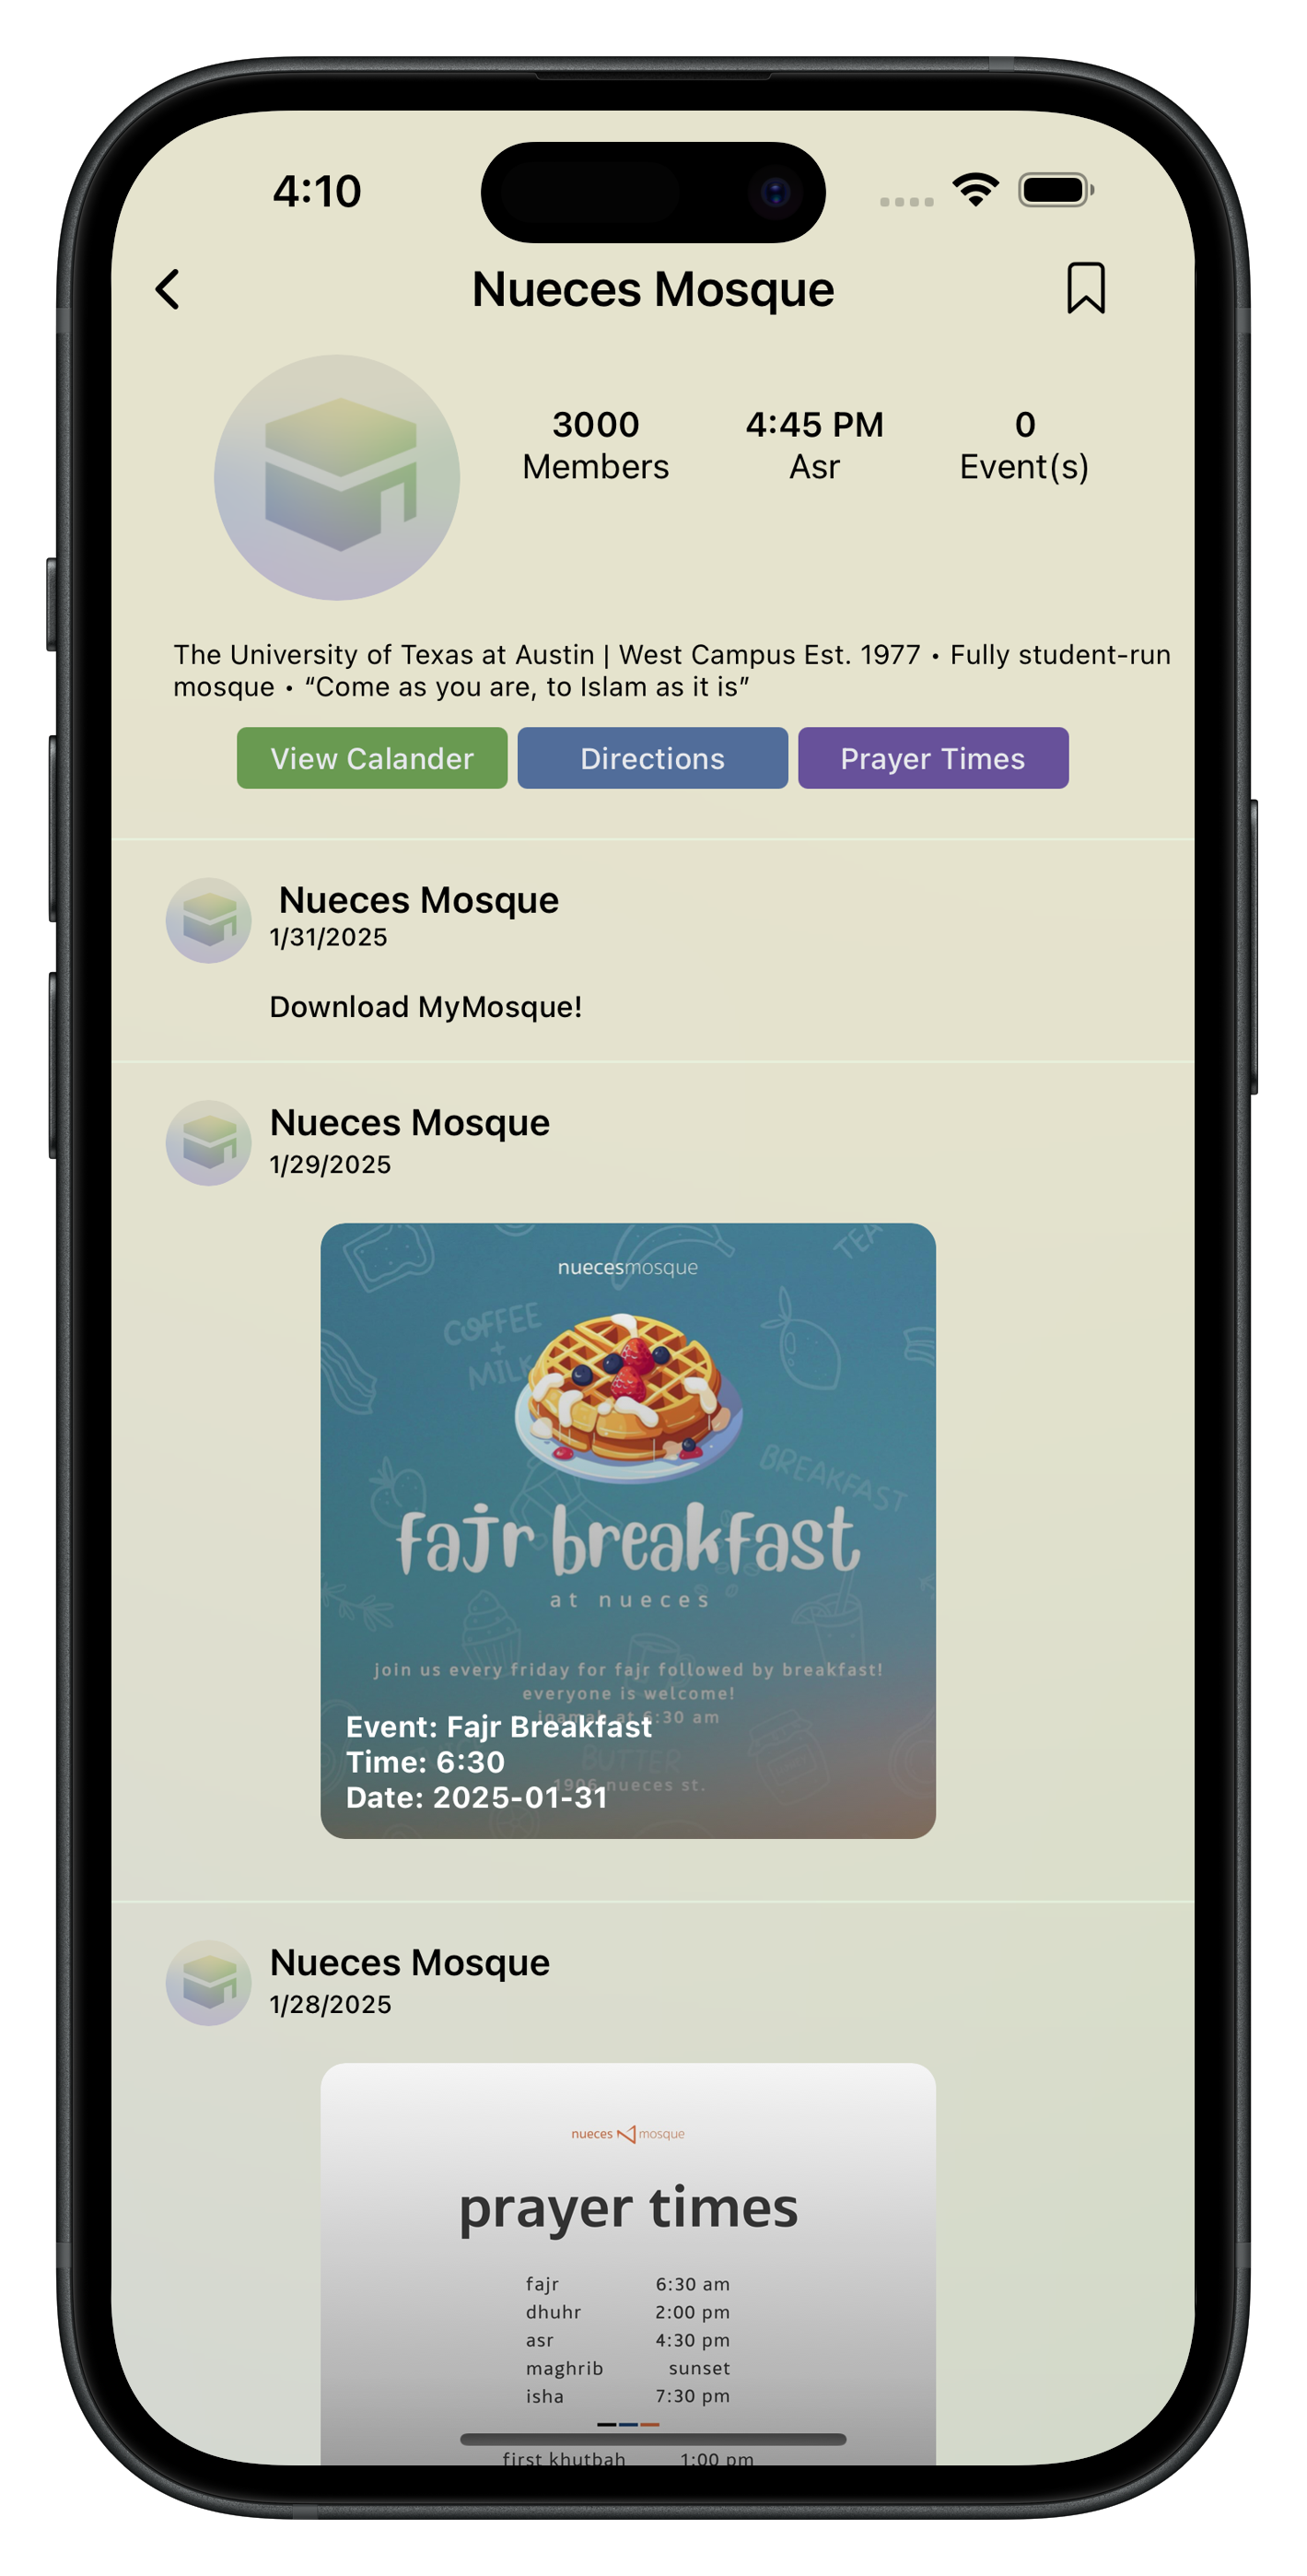 4:10
Nueces Mosque
3000
Members
4:45 PM
Asr
0
Event(s)
The University of Texas at Austin | West Campus Est. 1977 • Fully student-run
mosque • “Come as you are, to Islam as it is”
View Calander
Directions
Prayer Times
Nueces Mosque
1/31/2025
Download MyMosque!
Nueces Mosque
1/29/2025
TEA
nuecesmosque
COFFEE
+
MILK
BREAKFAST
fajr breakfast
at nueces
join us every friday for fajr followed by breakfast!
everyone is welcome!
iqamah at 6:30 am
Event: Fajr Breakfast
Time: 6:30
BUTTER
1906 nueces st.
Date: 2025-01-31
Nueces Mosque
1/28/2025
nueces mosque
prayer times
fajr 6:30 am
dhuhr 2:00 pm
asr 4:30 pm
maghrib sunset
isha 7:30 pm
first khutbah 1:00 pm